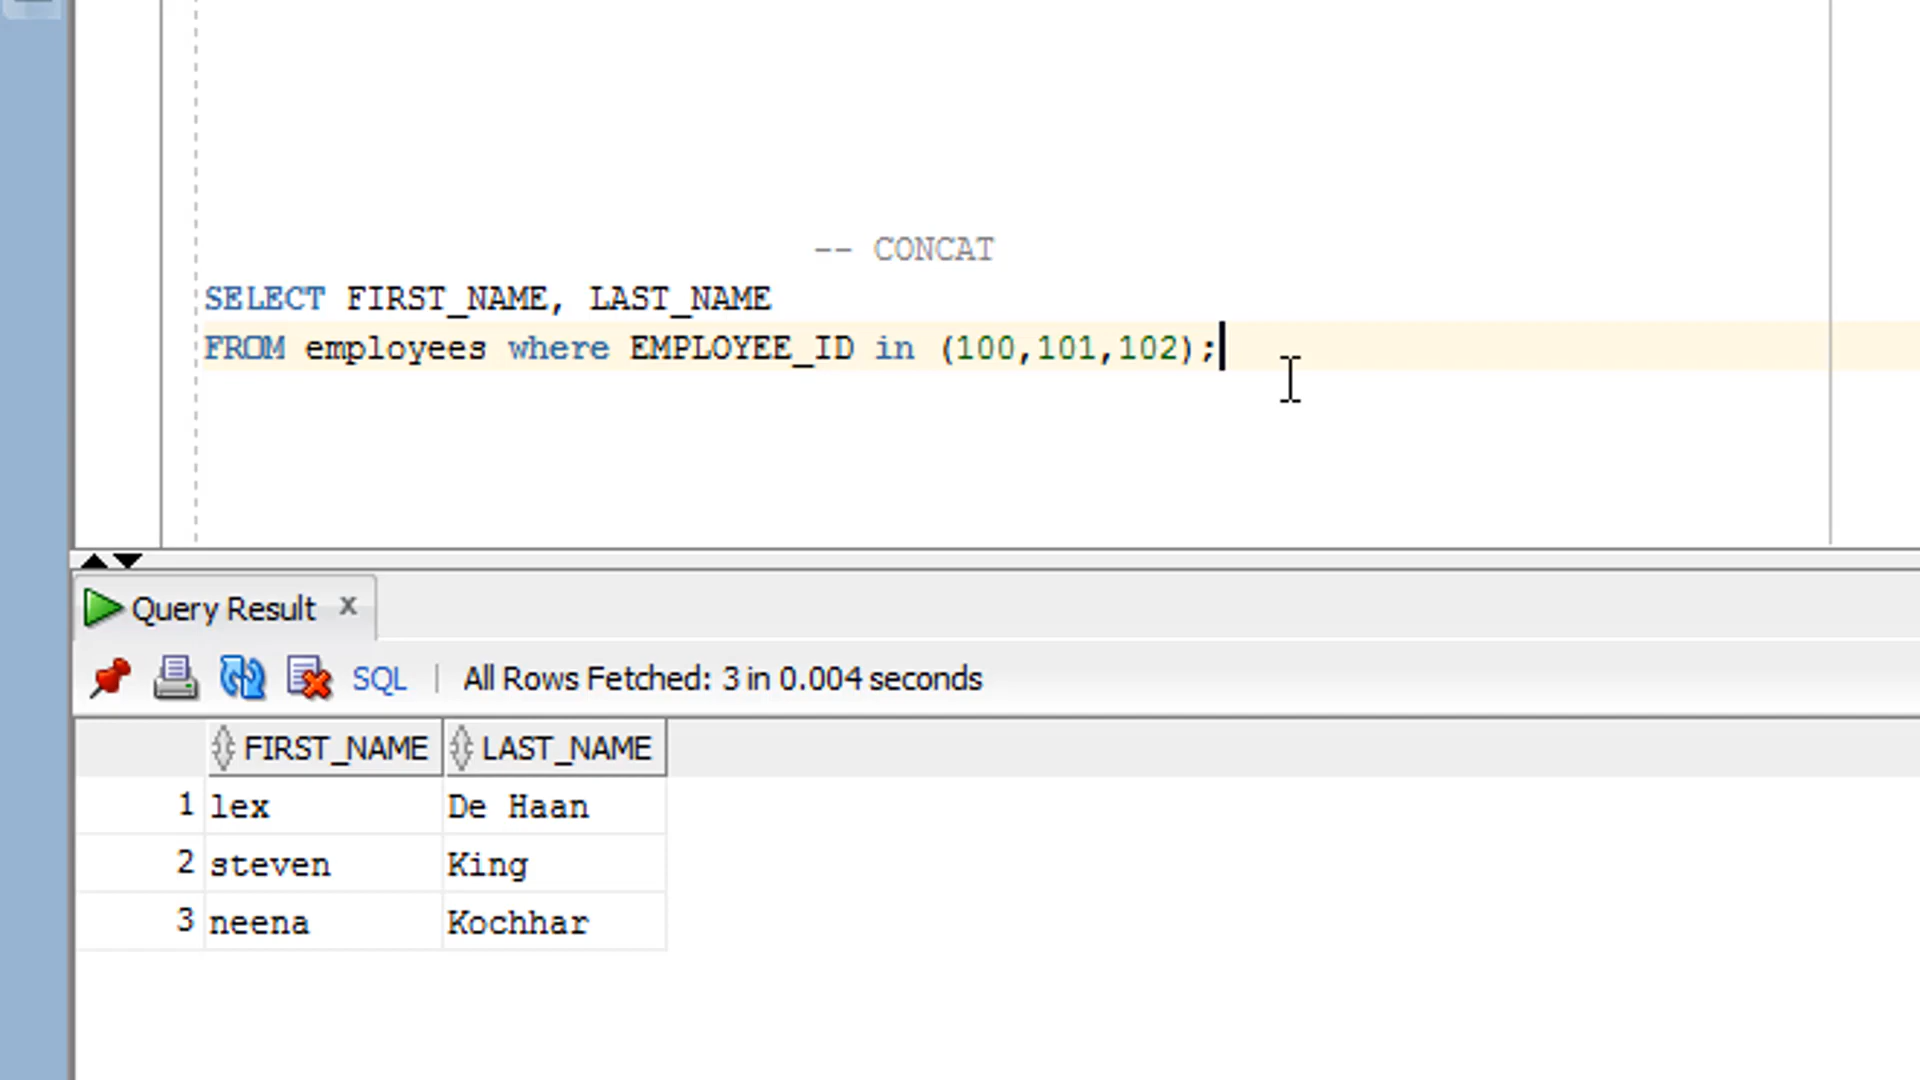 -- CONCAT
SELECT FIRST_NAME, LAST_NAME
FROM employees where EMPLOYEE_ID in (100,101,102);
Query Result x
SQL | All Rows Fetched: 3 in 0.004 seconds
FIRST_NAME LAST_NAME
1 lex De Haan
2 steven King
3 neena Kochhar